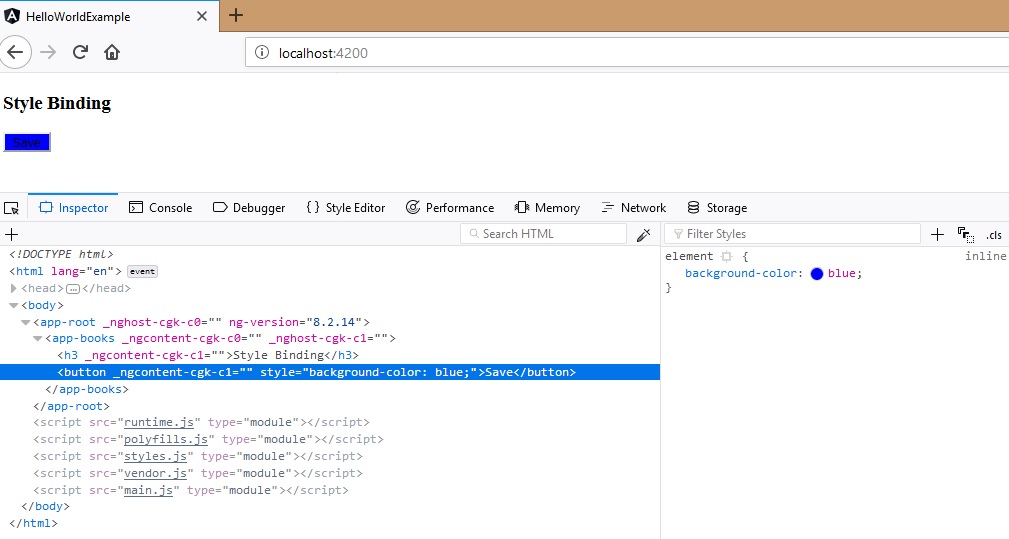 HelloWorldExample
localhost:4200
Style Binding
Save
Inspector Console Debugger {} Style Editor Performance Memory Network Storage
Search HTML
Filter Styles
.cls
<!DOCTYPE html>
<html lang="en"> event
<head>…</head>
<body>
<app-root _nghost-cgk-c0="" ng-version="8.2.14">
<app-books _ngcontent-cgk-c0="" _nghost-cgk-c1="">
<h3 _ngcontent-cgk-c1="">Style Binding</h3>
<button _ngcontent-cgk-c1="" style="background-color: blue;">Save</button>
</app-books>
</app-root>
<script src="runtime.js" type="module"></script>
<script src="polyfills.js" type="module"></script>
<script src="styles.js" type="module"></script>
<script src="vendor.js" type="module"></script>
<script src="main.js" type="module"></script>
</body>
</html>
element { inline
background-color: blue;
}